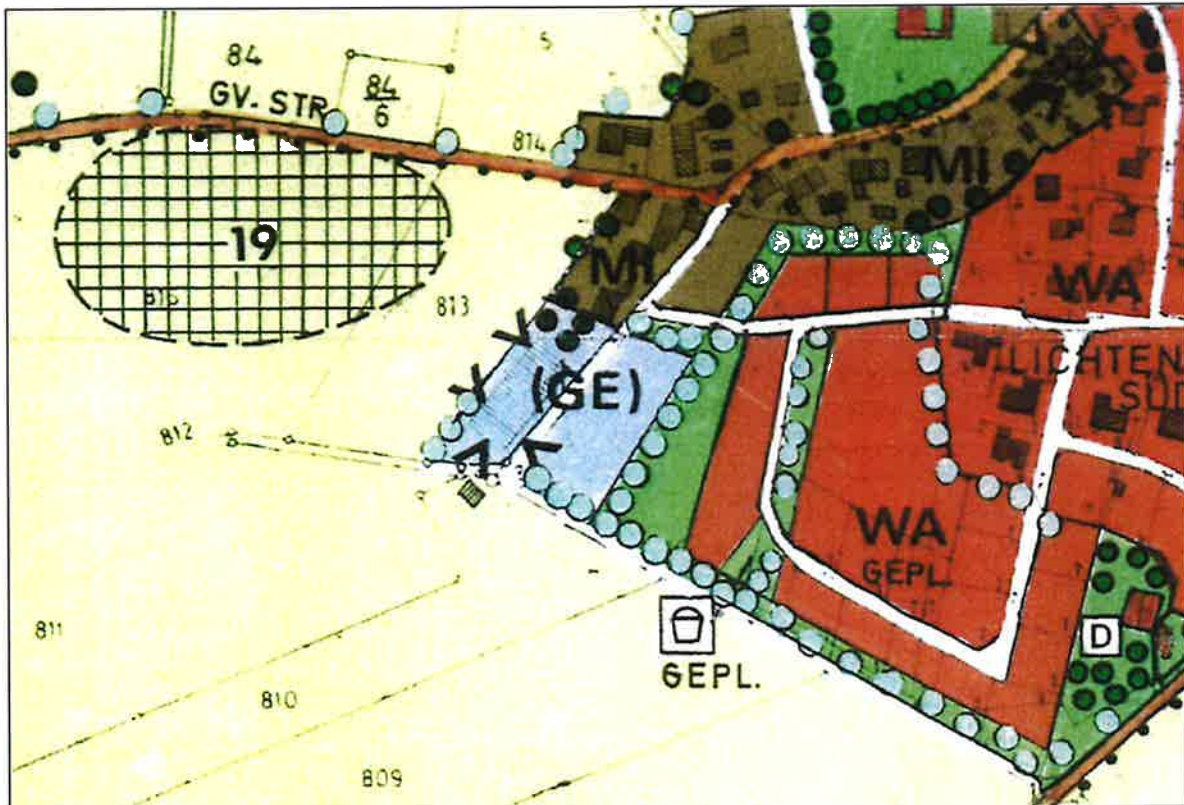 84
5
GV. STR.
84
6
814
MI
19
MI
813
WA
LICHTEN
SÜD
(GE)
812
WA
GEPL.
811
D
GEPL.
810
809